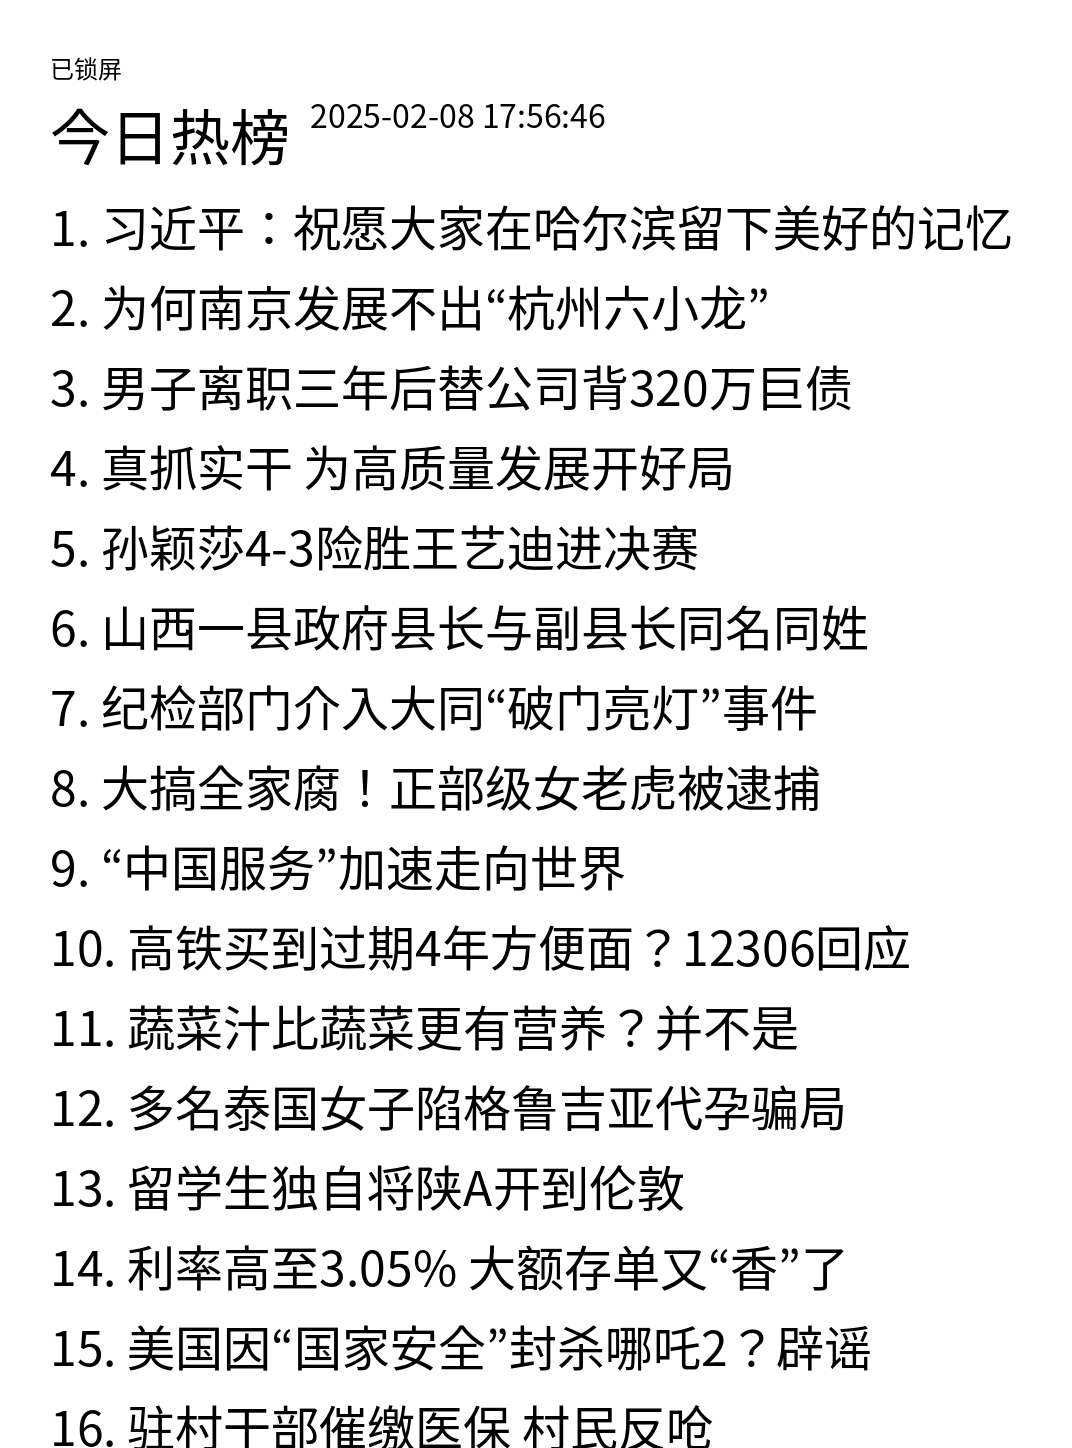 已锁屏
今日热榜 2025-02-08 17:56:46
1. 习近平：祝愿大家在哈尔滨留下美好的记忆
2. 为何南京发展不出“杭州六小龙”
3. 男子离职三年后替公司背320万巨债
4. 真抓实干 为高质量发展开好局
5. 孙颖莎4-3险胜王艺迪进决赛
6. 山西一县政府县长与副县长同名同姓
7. 纪检部门介入大同“破门亮灯”事件
8. 大搞全家腐！正部级女老虎被逮捕
9. “中国服务”加速走向世界
10. 高铁买到过期4年方便面？12306回应
11. 蔬菜汁比蔬菜更有营养？并不是
12. 多名泰国女子陷格鲁吉亚代孕骗局
13. 留学生独自将陕A开到伦敦
14. 利率高至3.05% 大额存单又“香”了
15. 美国因“国家安全”封杀哪吒2？辟谣
16. 驻村干部催缴医保 村民反呛